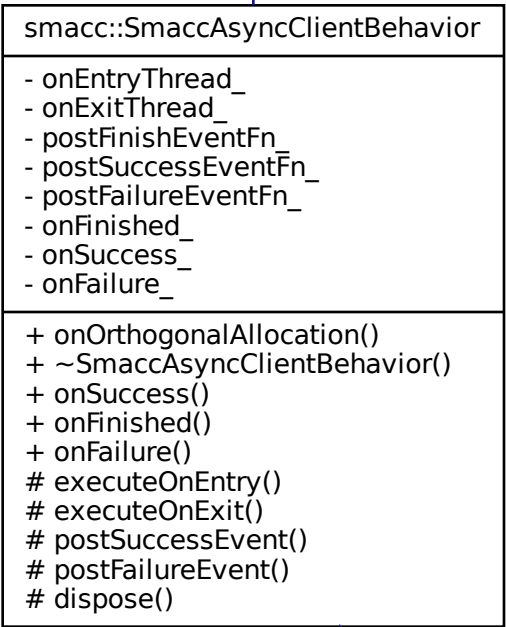 smacc::SmaccAsyncClientBehavior
- onEntryThread_
- onExitThread_
- postFinishEventFn_
- postSuccessEventFn_
- postFailureEventFn_
- onFinished_
- onSuccess_
- onFailure_
+ onOrthogonalAllocation()
+ ~SmaccAsyncClientBehavior()
+ onSuccess()
+ onFinished()
+ onFailure()
# executeOnEntry()
# executeOnExit()
# postSuccessEvent()
# postFailureEvent()
# dispose()